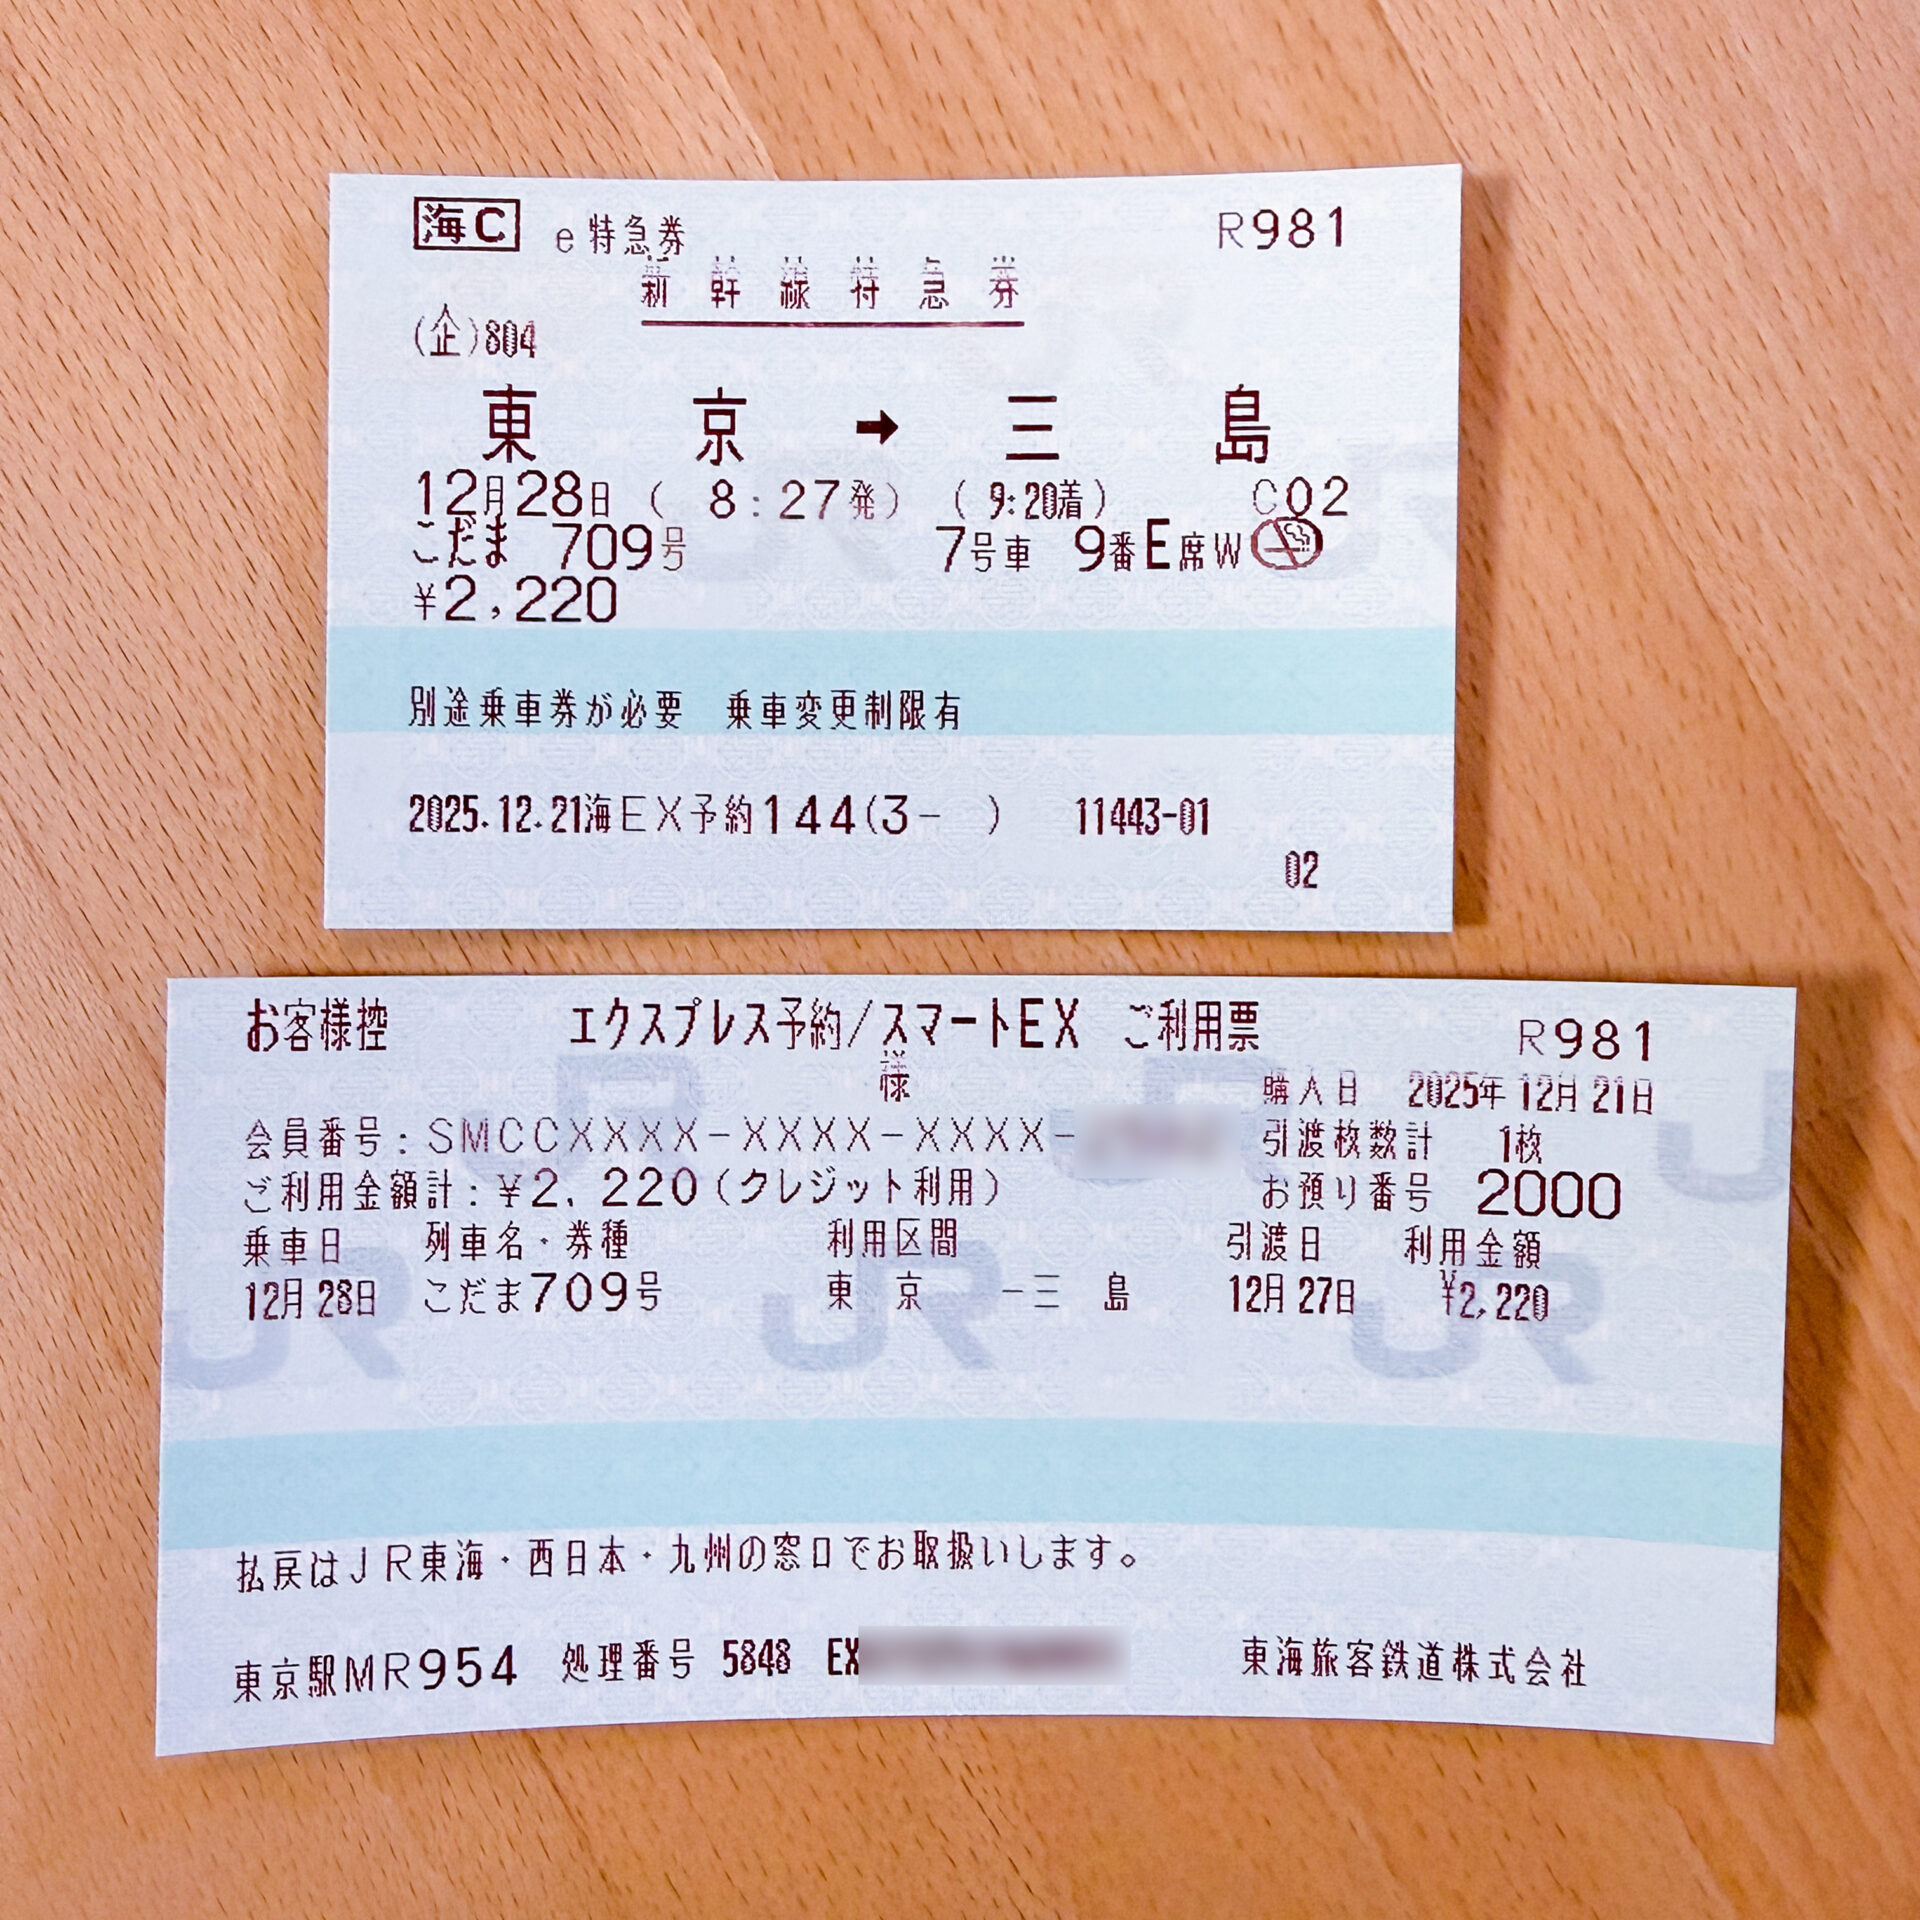 海C e特急券 R981
新幹線特急券
(企)804
東京➡三島
12月28日 ( 8:27発) ( 9:20着) C02
こだま 709号 7号車 9番E席W
¥2,220
別途乗車券が必要 乗車変更制限有
2025.12.21海EX予約144(3- ) 11443-01
02
お客様控 エクスプレス予約/スマートEX ご利用票 R981
様
購入日 2025年12月21日
会員番号:SMCCXXXX-XXXX-XXXX- 引渡枚数計 1枚
ご利用金額計:¥2,220(クレジット利用) お預り番号 2000
乗車日 列車名・券種 利用区間 引渡日 利用金額
12月28日 こだま709号 東京 -三島 12月27日 ¥2,220
払戻はJR東海・西日本・九州の窓口でお取扱いします。
東京駅MR954 処理番号 5848 EX 東海旅客鉄道株式会社